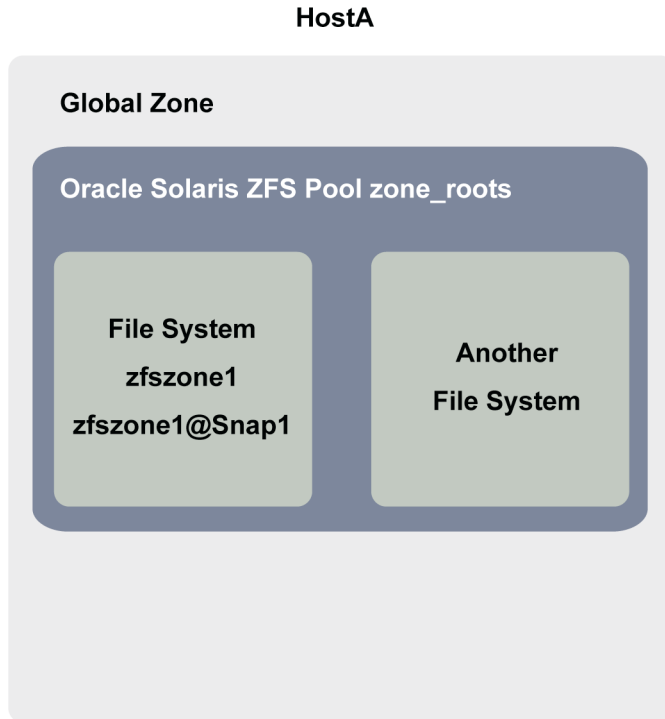 HostA
Global Zone
Oracle Solaris ZFS Pool zone_roots
File System
zfszone1
zfszone1@Snap1
Another
File System